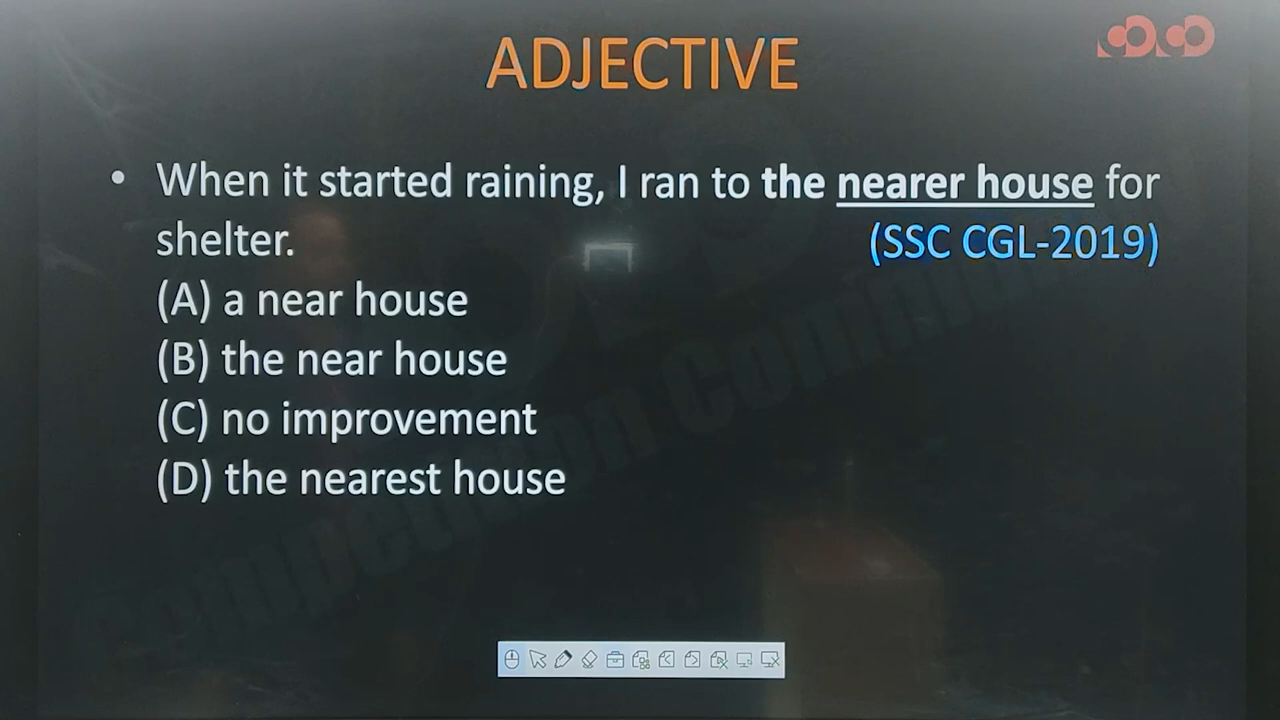 ADJECTIVE
• When it started raining, I ran to the nearer house for
shelter. (SSC CGL-2019)
(A) a near house
(B) the near house
(C) no improvement
(D) the nearest house